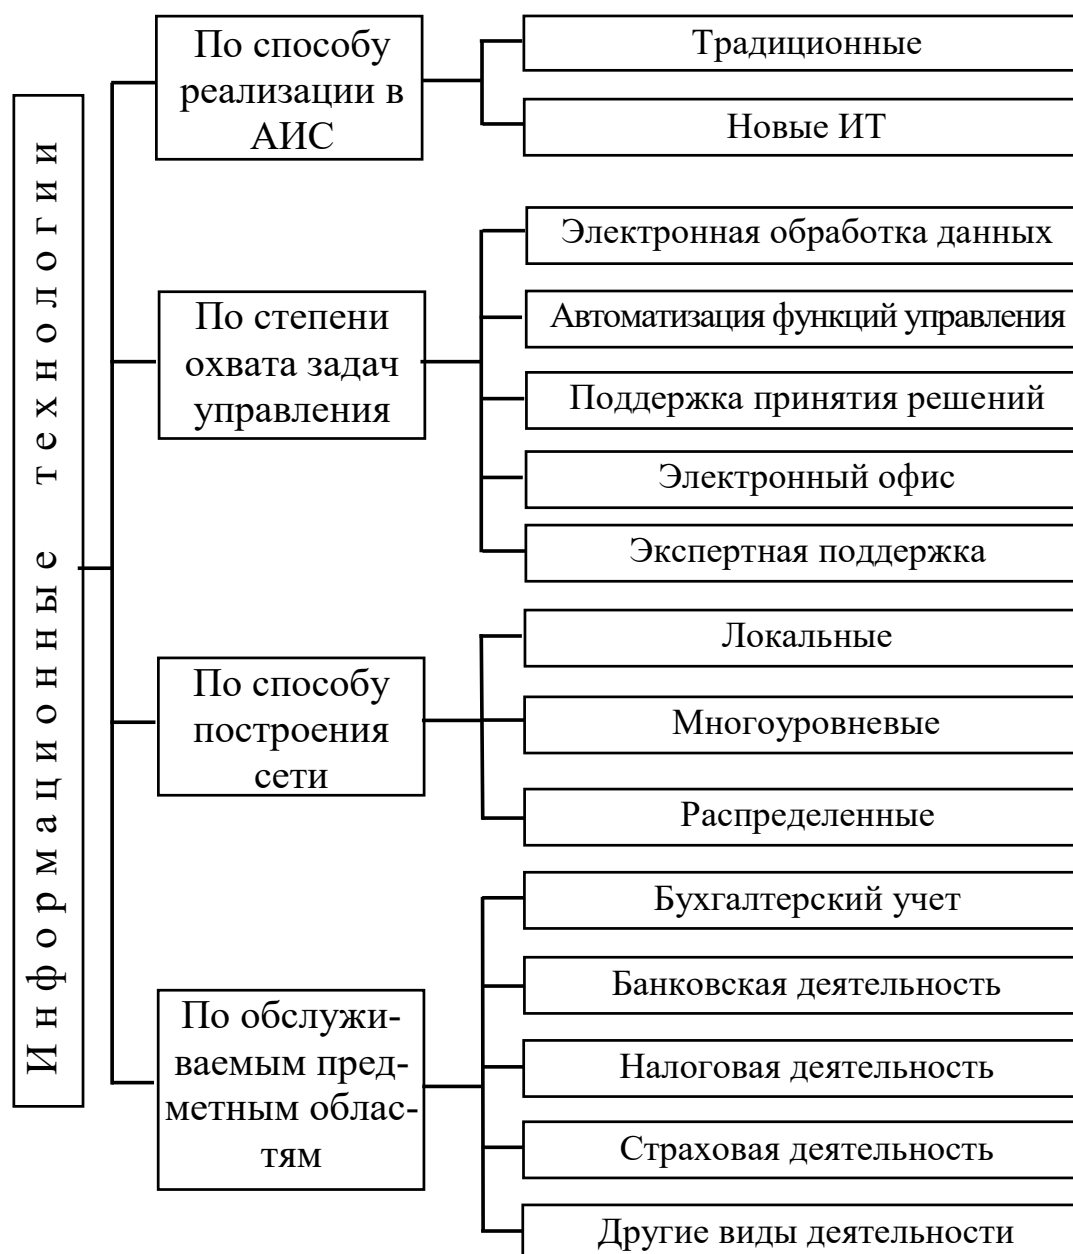 Информационные технологии
По способу
реализации в
АИС
Традиционные
Новые ИТ
По степени
охвата задач
управления
Электронная обработка данных
Автоматизация функций управления
Поддержка принятия решений
Электронный офис
Экспертная поддержка
По способу
построения
сети
Локальные
Многоуровневые
Распределенные
По обслужи-
ваемым пред-
метным облас-
тям
Бухгалтерский учет
Банковская деятельность
Налоговая деятельность
Страховая деятельность
Другие виды деятельности